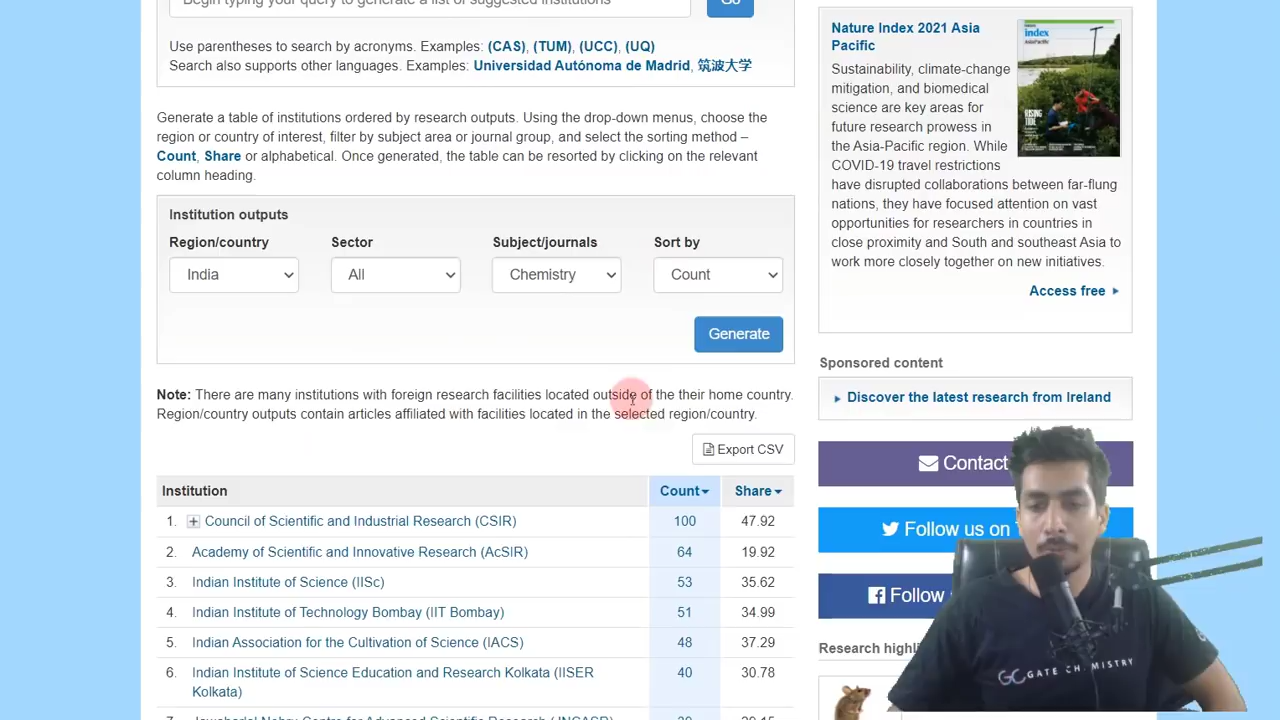 Begin typing your query to generate a list of suggested institutions
Go
Use parentheses to search by acronyms. Examples: (CAS), (TUM), (UCC), (UQ)
Search also supports other languages. Examples: Universidad Autónoma de Madrid, 筑波大学
Generate a table of institutions ordered by research outputs. Using the drop-down menus, choose the
region or country of interest, filter by subject area or journal group, and select the sorting method –
Count, Share or alphabetical. Once generated, the table can be resorted by clicking on the relevant
column heading.
Institution outputs
Region/country Sector Subject/journals Sort by
India All Chemistry Count
Generate
Note: There are many institutions with foreign research facilities located outside of the their home country.
Region/country outputs contain articles affiliated with facilities located in the selected region/country.
Export CSV
Institution Count Share
1. Council of Scientific and Industrial Research (CSIR) 100 47.92
2. Academy of Scientific and Innovative Research (AcSIR) 64 19.92
3. Indian Institute of Science (IISc) 53 35.62
4. Indian Institute of Technology Bombay (IIT Bombay) 51 34.99
5. Indian Association for the Cultivation of Science (IACS) 48 37.29
6. Indian Institute of Science Education and Research Kolkata (IISER 40 30.78
Kolkata)
Nature Index 2021 Asia
Pacific
index
RISING
TIDE
Sustainability, climate-change
mitigation, and biomedical
science are key areas for
future research prowess in
the Asia-Pacific region. While
COVID-19 travel restrictions
have disrupted collaborations between far-flung
nations, they have focused attention on vast
opportunities for researchers in countries in
close proximity and South and southeast Asia to
work more closely together on new initiatives.
Access free
Sponsored content
Discover the latest research from Ireland
Contact
Follow us on
Follow
Research
GATE CHEMISTRY